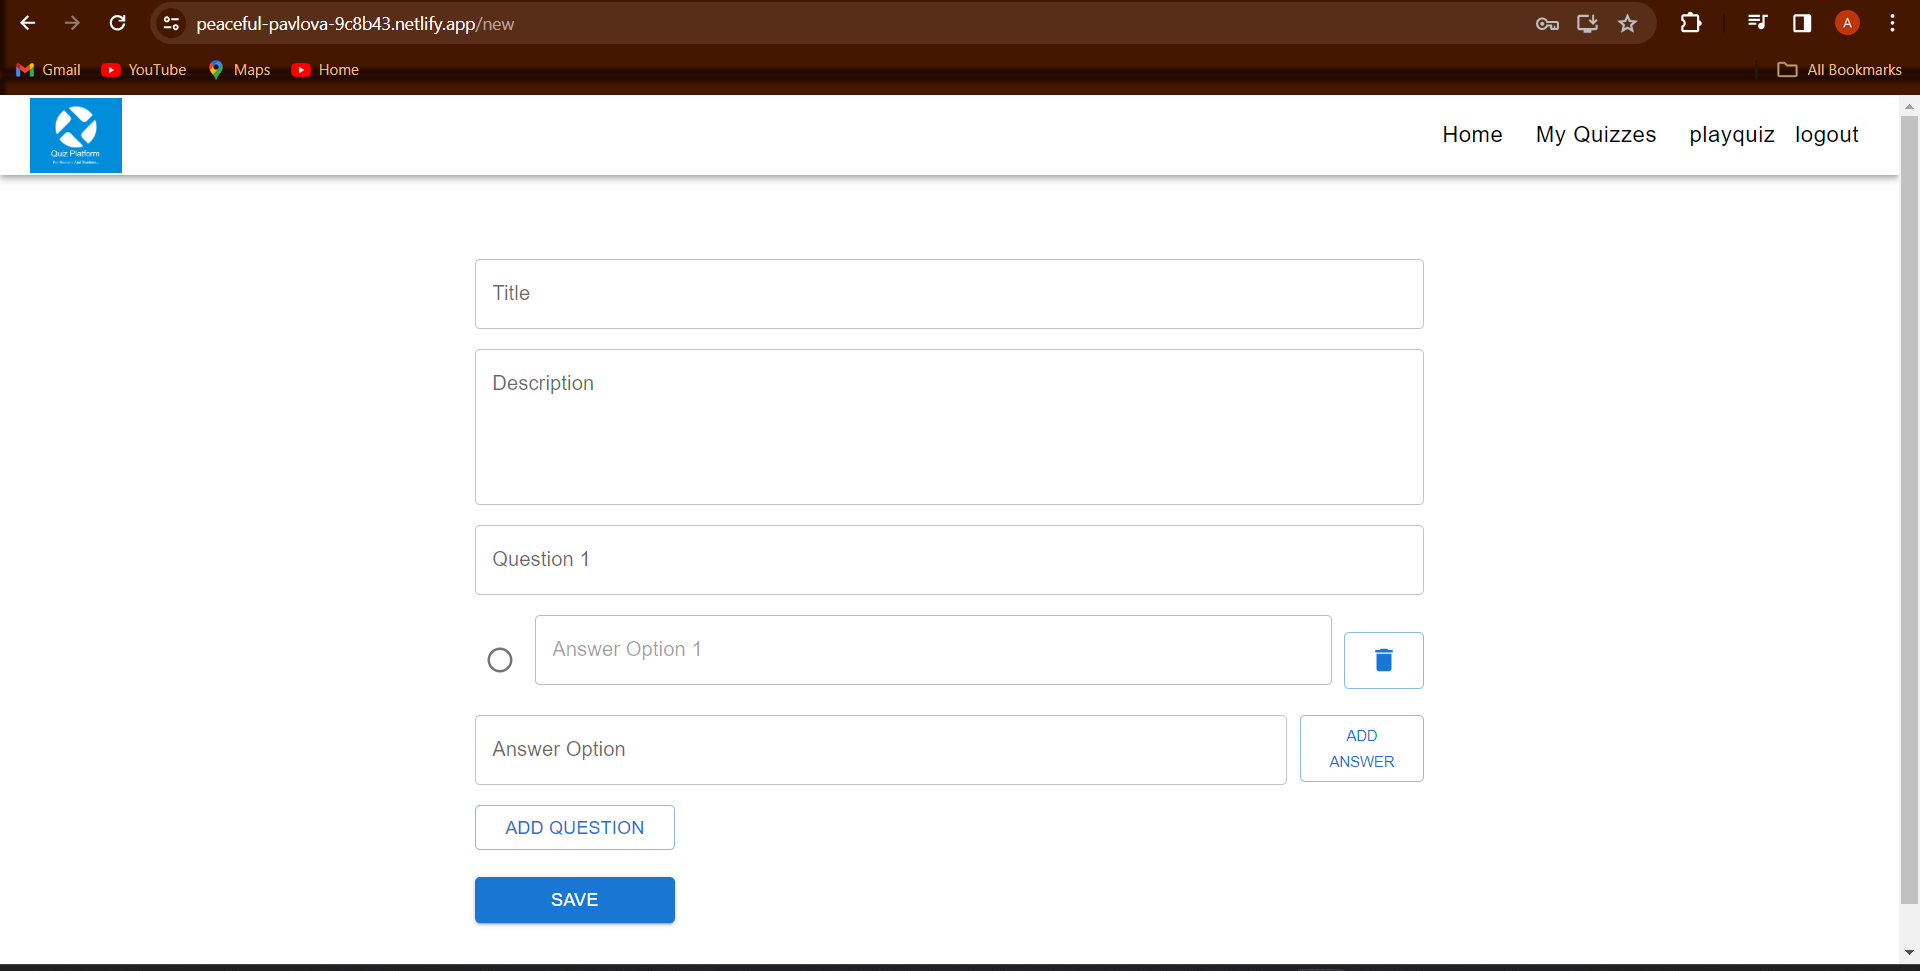 peaceful-pavlova-9c8b43.netlify.app/new
A
Gmail YouTube Maps Home All Bookmarks
Quiz Platform
Home My Quizzes playquiz logout
Title
Description
Question 1
Answer Option 1
Answer Option
ADD ANSWER
ADD QUESTION
SAVE